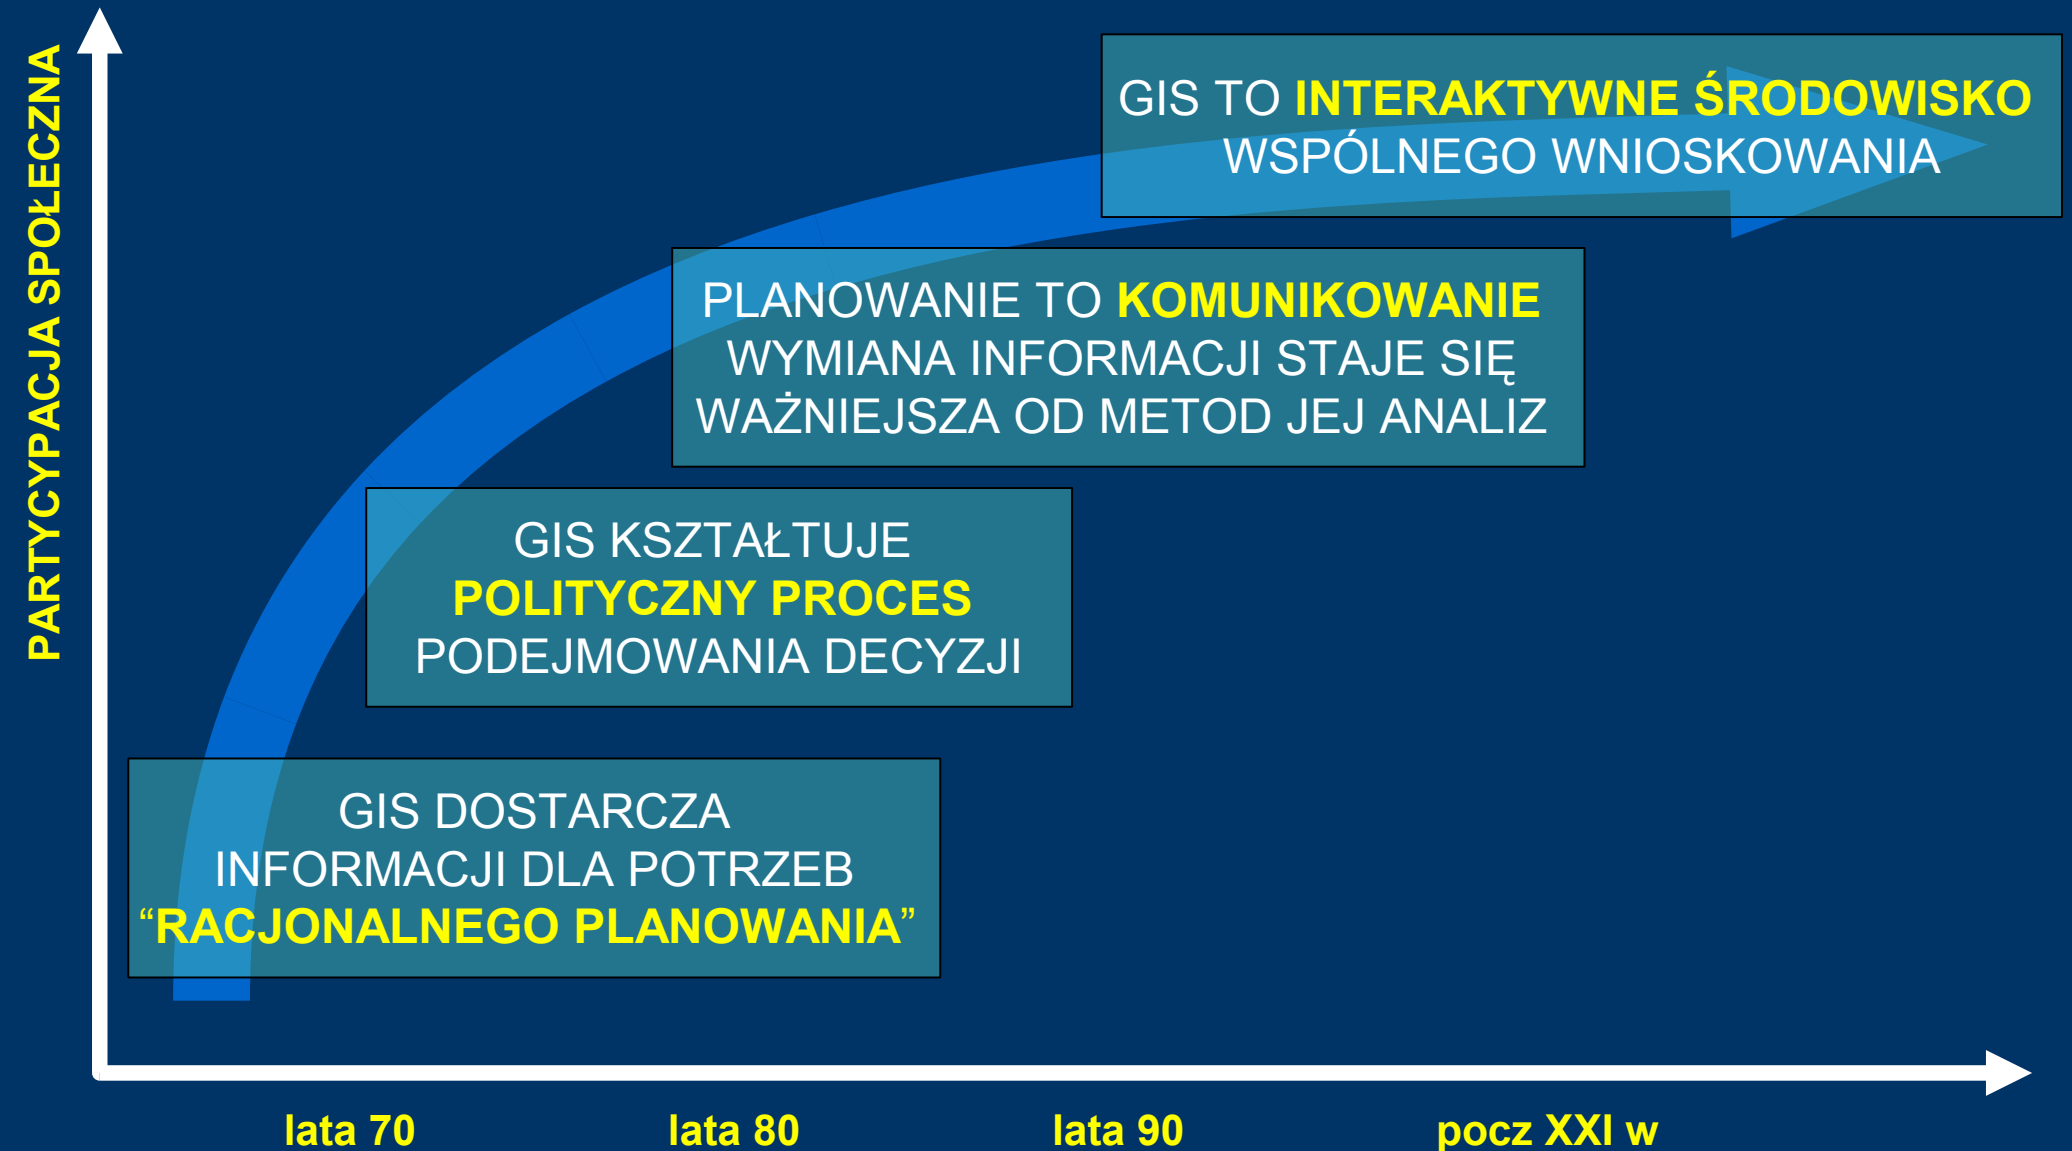 PARTYCYPACJA SPOŁECZNA
GIS TO INTERAKTYWNE ŚRODOWISKO
WSPÓLNEGO WNIOSKOWANIA
PLANOWANIE TO KOMUNIKOWANIE
WYMIANA INFORMACJI STAJE SIĘ
WAŻNIEJSZA OD METOD JEJ ANALIZ
GIS KSZTAŁTUJE
POLITYCZNY PROCES
PODEJMOWANIA DECYZJI
GIS DOSTARCZA
INFORMACJI DLA POTRZEB
“RACJONALNEGO PLANOWANIA”
lata 70
lata 80
lata 90
pocz XXI w